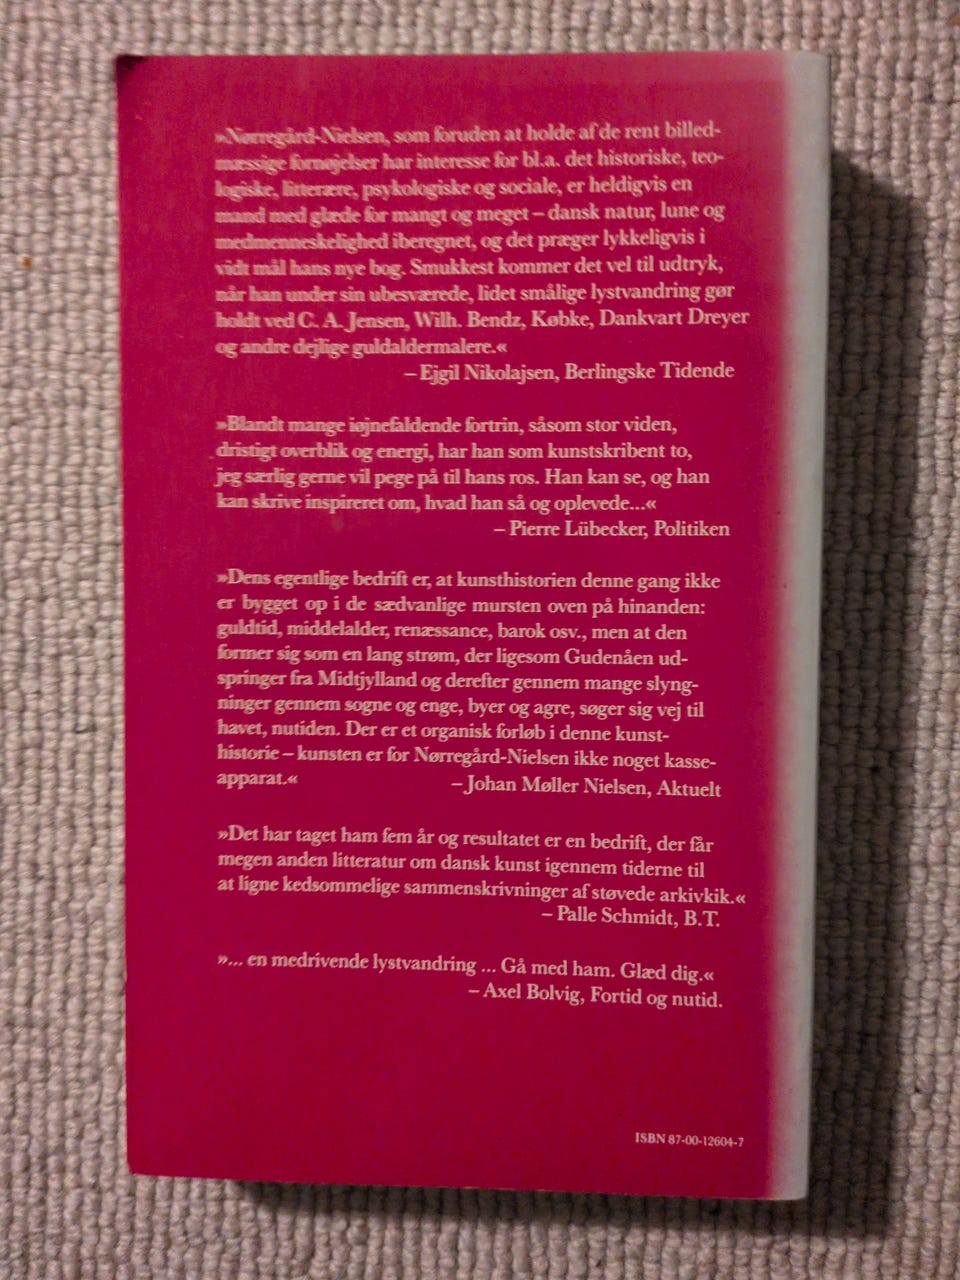 »Nørregård-Nielsen, som foruden at holde af de rent billed-
mæssige fornøjelser har interesse for bl.a. det historiske, teo-
logiske, litterære, psykologiske og sociale, er heldigvis en
mand med glæde for mangt og meget – dansk natur, lune og
medmenneskelighed iberegnet, og det præger lykkeligvis i
vidt mål hans nye bog. Smukkest kommer det vel til udtryk,
når han under sin ubesværede, lidet smålige lystvandring gør
holdt ved C. A. Jensen, Wilh. Bendz, Købke, Dankvart Dreyer
og andre dejlige guldaldermalere.«
– Ejgil Nikolajsen, Berlingske Tidende
»Blandt mange iøjnefaldende fortrin, såsom stor viden,
dristigt overblik og energi, har han som kunstskribent to,
jeg særlig gerne vil pege på til hans ros. Han kan se, og han
kan skrive inspireret om, hvad han så og oplevede...«
– Pierre Lübecker, Politiken
»Dens egentlige bedrift er, at kunsthistorien denne gang ikke
er bygget op i de sædvanlige mursten oven på hinanden:
guldtid, middelalder, renæssance, barok osv., men at den
former sig som en lang strøm, der ligesom Gudenåen ud-
springer fra Midtjylland og derefter gennem mange slyng-
ninger gennem sogne og enge, byer og agre, søger sig vej til
havet, nutiden. Der er et organisk forløb i denne kunst-
historie – kunsten er for Nørregård-Nielsen ikke noget kasse-
apparat.« – Johan Møller Nielsen, Aktuelt
»Det har taget ham fem år og resultatet er en bedrift, der får
megen anden litteratur om dansk kunst igennem tiderne til
at ligne kedsommelige sammenskrivninger af støvede arkivkik.«
– Palle Schmidt, B.T.
»... en medrivende lystvandring ... Gå med ham. Glæd dig.«
– Axel Bolvig, Fortid og nutid.
ISBN 87-00-12604-7